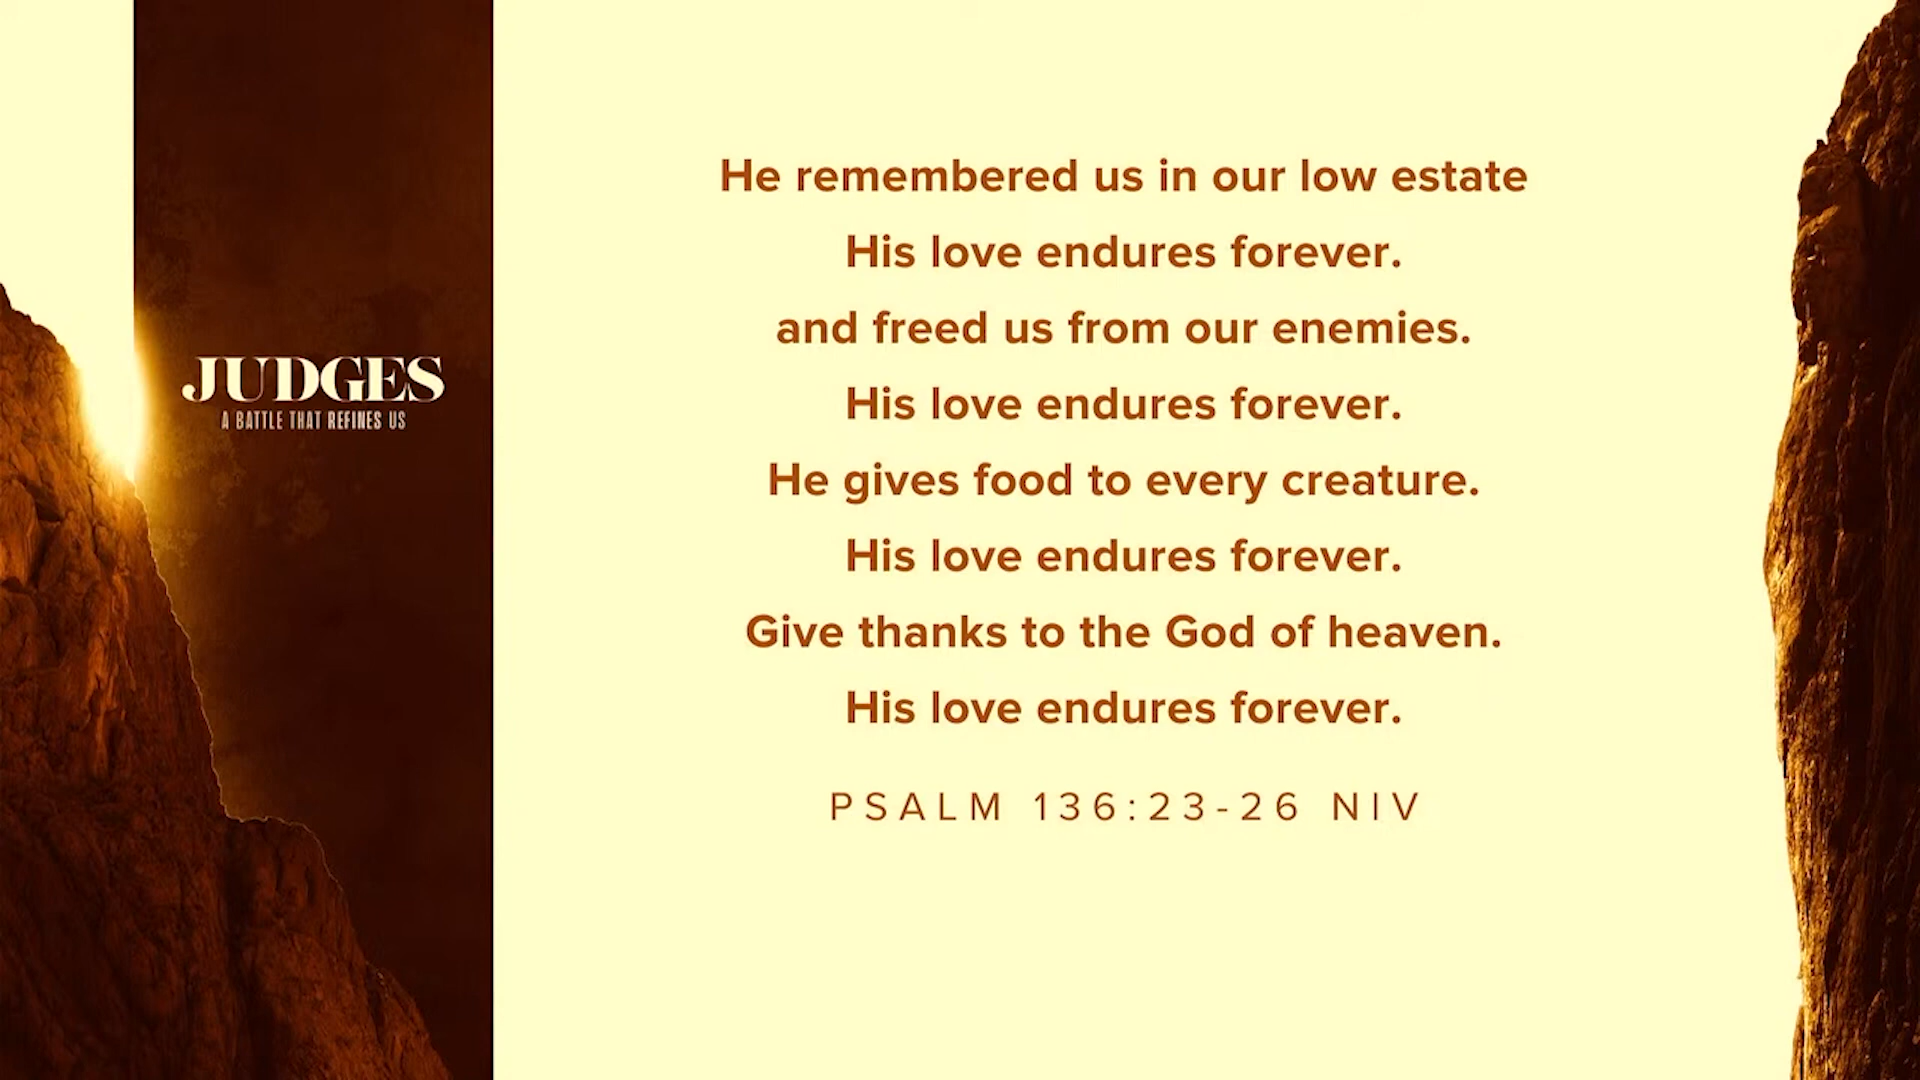 JUDGES
A BATTLE THAT REFINES US
He remembered us in our low estate
His love endures forever.
and freed us from our enemies.
His love endures forever.
He gives food to every creature.
His love endures forever.
Give thanks to the God of heaven.
His love endures forever.
PSALM 136:23-26 NIV